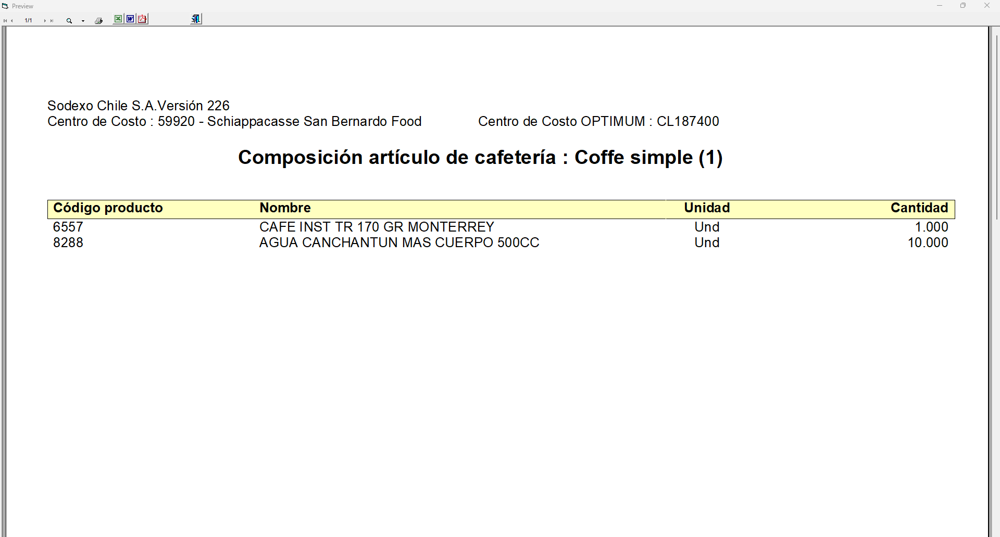 Preview
1/1
Sodexo Chile S.A.Versión 226
Centro de Costo : 59920 - Schiappacasse San Bernardo Food Centro de Costo OPTIMUM : CL187400
Composición artículo de cafetería : Coffe simple (1)
Código producto Nombre Unidad Cantidad
6557 CAFE INST TR 170 GR MONTERREY Und 1.000
8288 AGUA CANCHANTUN MAS CUERPO 500CC Und 10.000